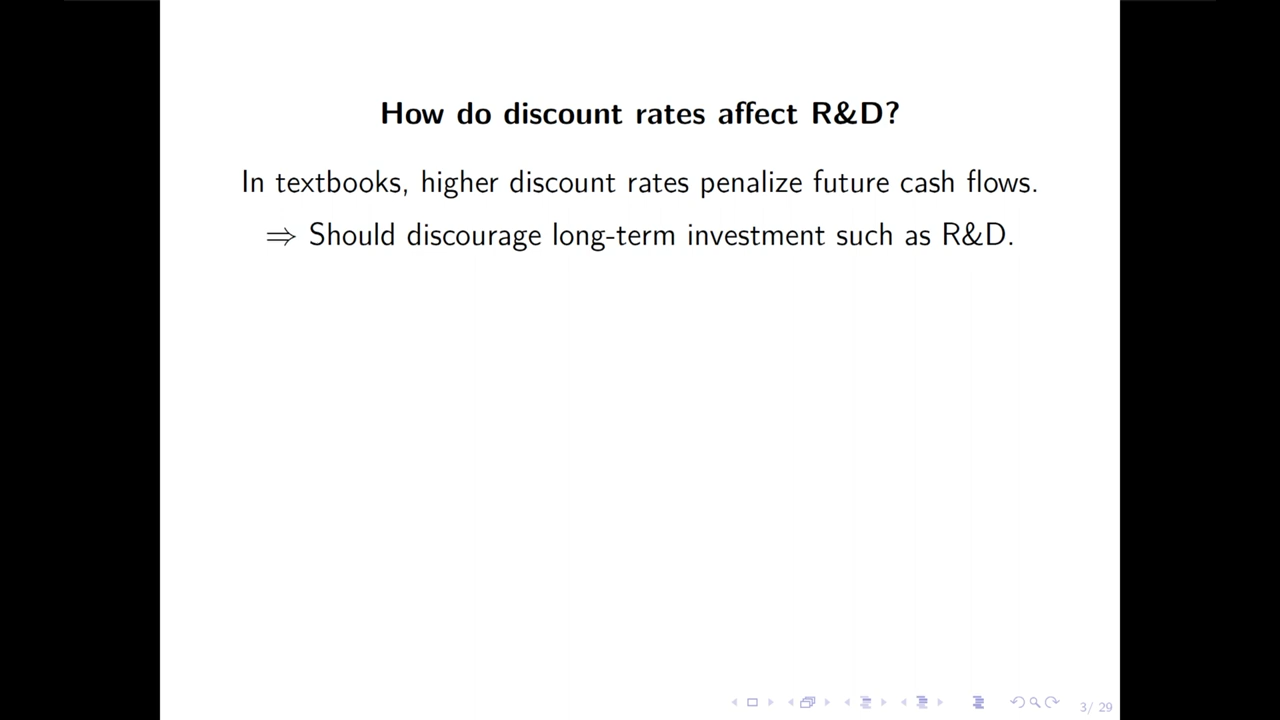 How do discount rates affect R&D?
In textbooks, higher discount rates penalize future cash flows.
⇒ Should discourage long-term investment such as R&D.
3/ 29